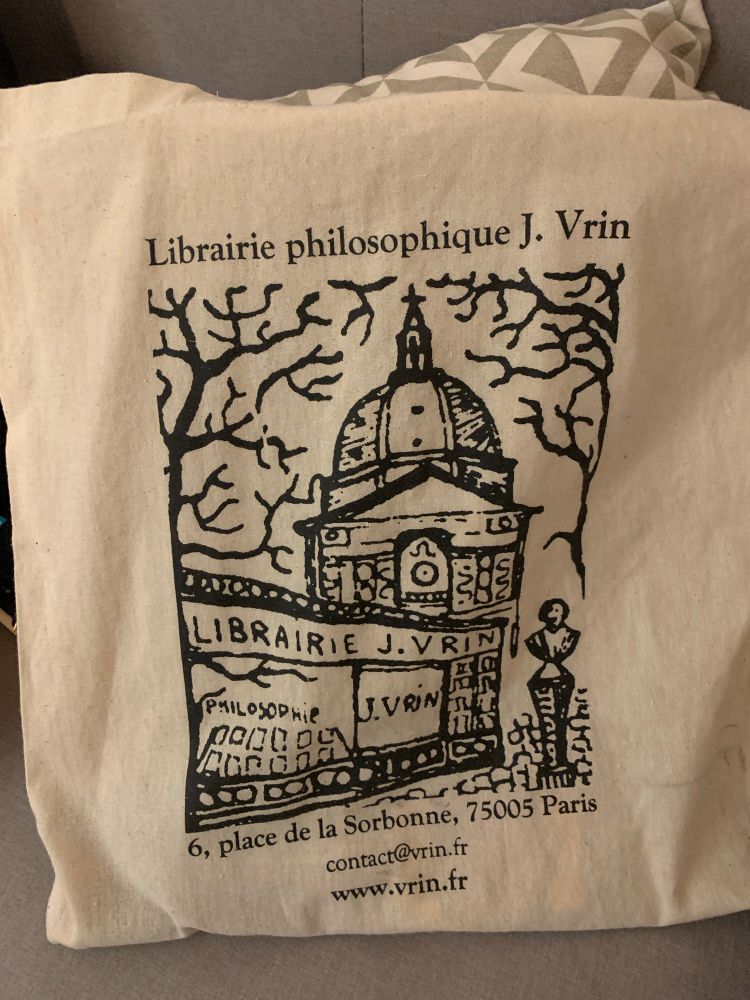 Librairie philosophique J. Vrin
LIBRAIRIE J. VRIN
PHILOSOPHIE
J. VRIN
6, place de la Sorbonne, 75005 Paris
contact@vrin.fr
www.vrin.fr